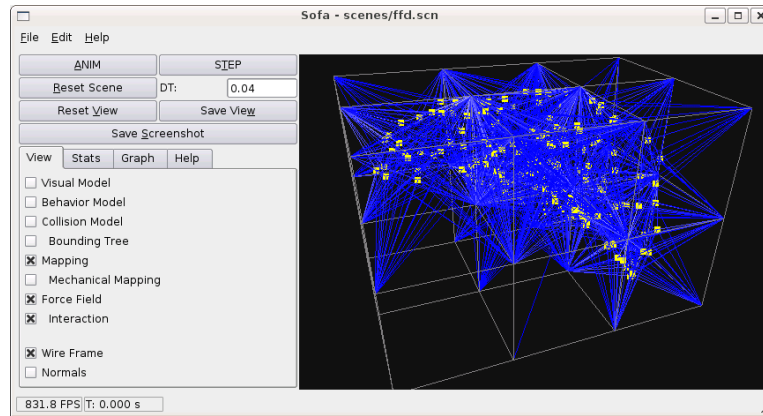 Sofa - scenes/ffd.scn
File Edit Help
ANIM STEP
Reset Scene DT: 0.04
Reset View Save View
Save Screenshot
View Stats Graph Help
Visual Model
Behavior Model
Collision Model
Bounding Tree
Mapping
Mechanical Mapping
Force Field
Interaction
Wire Frame
Normals
831.8 FPS T: 0.000 s